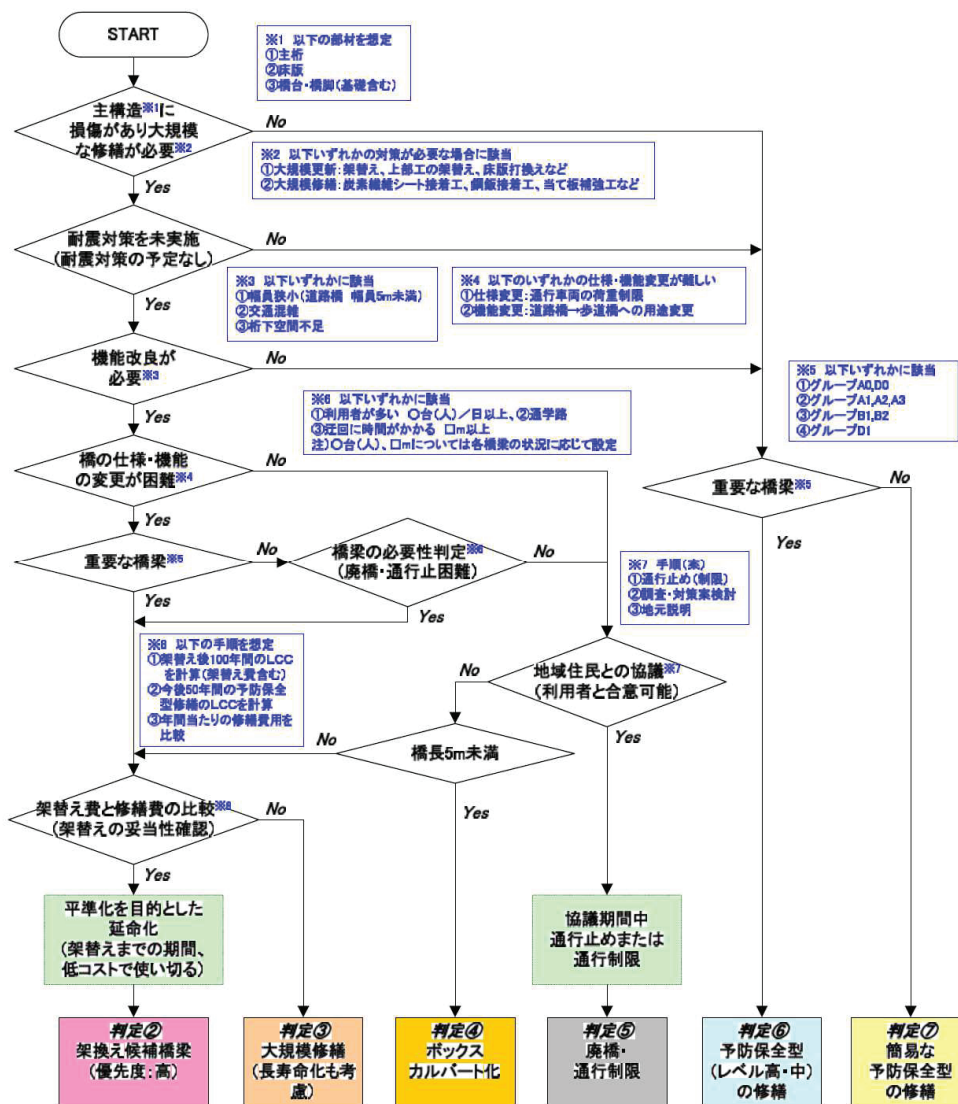 START
※1 以下の部材を想定
①主桁
②床版
③橋台・橋脚(基礎含む)
主構造※1に
損傷があり大規模
な修繕が必要※2
No
Yes
※2 以下いずれかの対策が必要な場合に該当
①大規模更新：架替え、上部工の架替え、床版打換えなど
②大規模修繕：炭素繊維シート接着工、鋼鈑接着工、当て板補強工など
耐震対策を未実施
(耐震対策の予定なし)
No
Yes
※3 以下いずれかに該当
①幅員狭小(道路橋 幅員5m未満)
②交通混雑
③桁下空間不足
※4 以下のいずれかの仕様・機能変更が難しい
①仕様変更：通行車両の荷重制限
②機能変更：道路橋→歩道橋への用途変更
機能改良が
必要※3
No
Yes
※5 以下いずれかに該当
①グループA0,D0
②グループA1,A2,A3
③グループB1,B2
④グループD1
※6 以下いずれかに該当
①利用者が多い 〇台(人)／日以上、②通学路
③迂回に時間がかかる □m以上
注)〇台(人)、□mについては各橋梁の状況に応じて設定
橋の仕様・機能
の変更が困難※4
No
Yes
重要な橋梁※5
No
Yes
重要な橋梁※5
No
Yes
橋梁の必要性判定※6
(廃橋・通行止困難)
No
Yes
※7 手順(案)
①通行止め(制限)
②調査・対策案検討
③地元説明
※8 以下の手順を想定
①架替え後100年間のLCC
を計算(架替え費含む)
②今後50年間の予防保全
型修繕のLCCを計算
③年間当たりの修繕費用を
比較
地域住民との協議※7
(利用者と合意可能)
No
Yes
橋長5m未満
No
Yes
架替え費と修繕費の比較※8
(架替えの妥当性確認)
No
Yes
平準化を目的とした
延命化
(架替えまでの期間、
低コストで使い切る)
協議期間中
通行止めまたは
通行制限
判定②
架換え候補橋梁
(優先度：高)
判定③
大規模修繕
(長寿命化も考
慮)
判定④
ボックス
カルバート化
判定⑤
廃橋・
通行制限
判定⑥
予防保全型
(レベル高・中)
の修繕
判定⑦
簡易な
予防保全型
の修繕